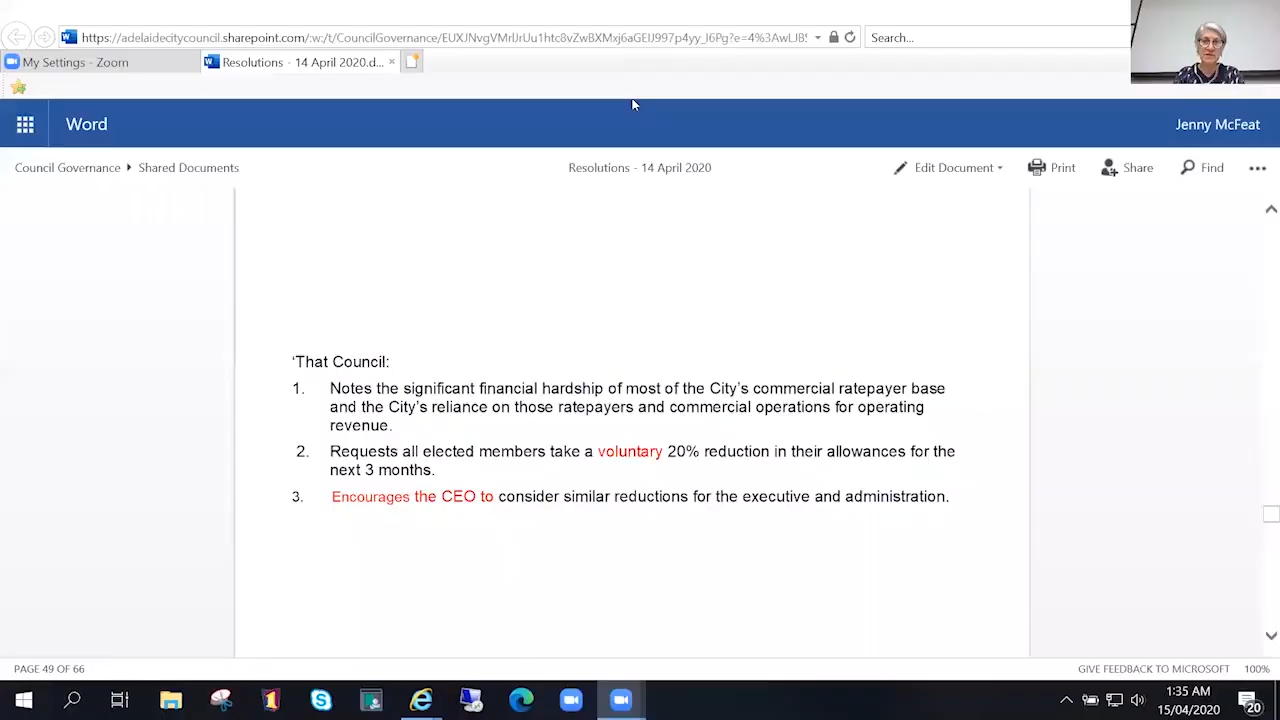 https://adelaidecitycouncil.sharepoint.com/:w:/t/CouncilGovernance/
Search...
My Settings - Zoom
Resolutions - 14 April 2020.d...
Word
Jenny McFeat
Council Governance
Shared Documents
Resolutions - 14 April 2020
Edit Document
Print
Share
Find
'That Council:
1. Notes the significant financial hardship of most of the City's commercial ratepayer base
and the City's reliance on those ratepayers and commercial operations for operating
revenue.
2. Requests all elected members take a voluntary 20% reduction in their allowances for the
next 3 months.
3. Encourages the CEO to consider similar reductions for the executive and administration.
PAGE 49 OF 66
GIVE FEEDBACK TO MICROSOFT
100%
1:35 AM
15/04/2020
20